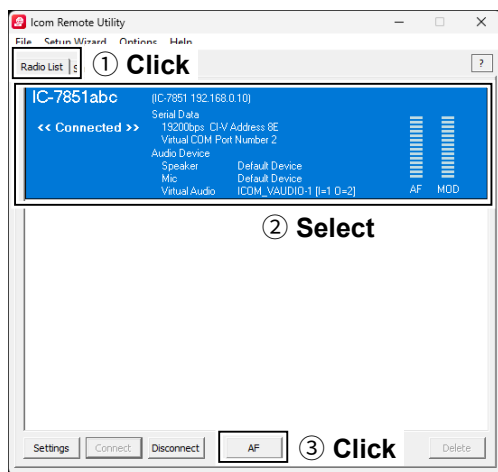 Icom Remote Utility
File Setup Wizard Options Help
Radio List S ① Click ?
IC-7851abc (IC-7851 192.168.0.10)
Serial Data
<< Connected >> 19200bps CI-V Address 8E
Virtual COM Port Number 2
Audio Device
Speaker Default Device
Mic Default Device
Virtual Audio ICOM_VAUDIO-1 [I=1 O=2] AF MOD
② Select
Settings Connect Disconnect AF ③ Click Delete